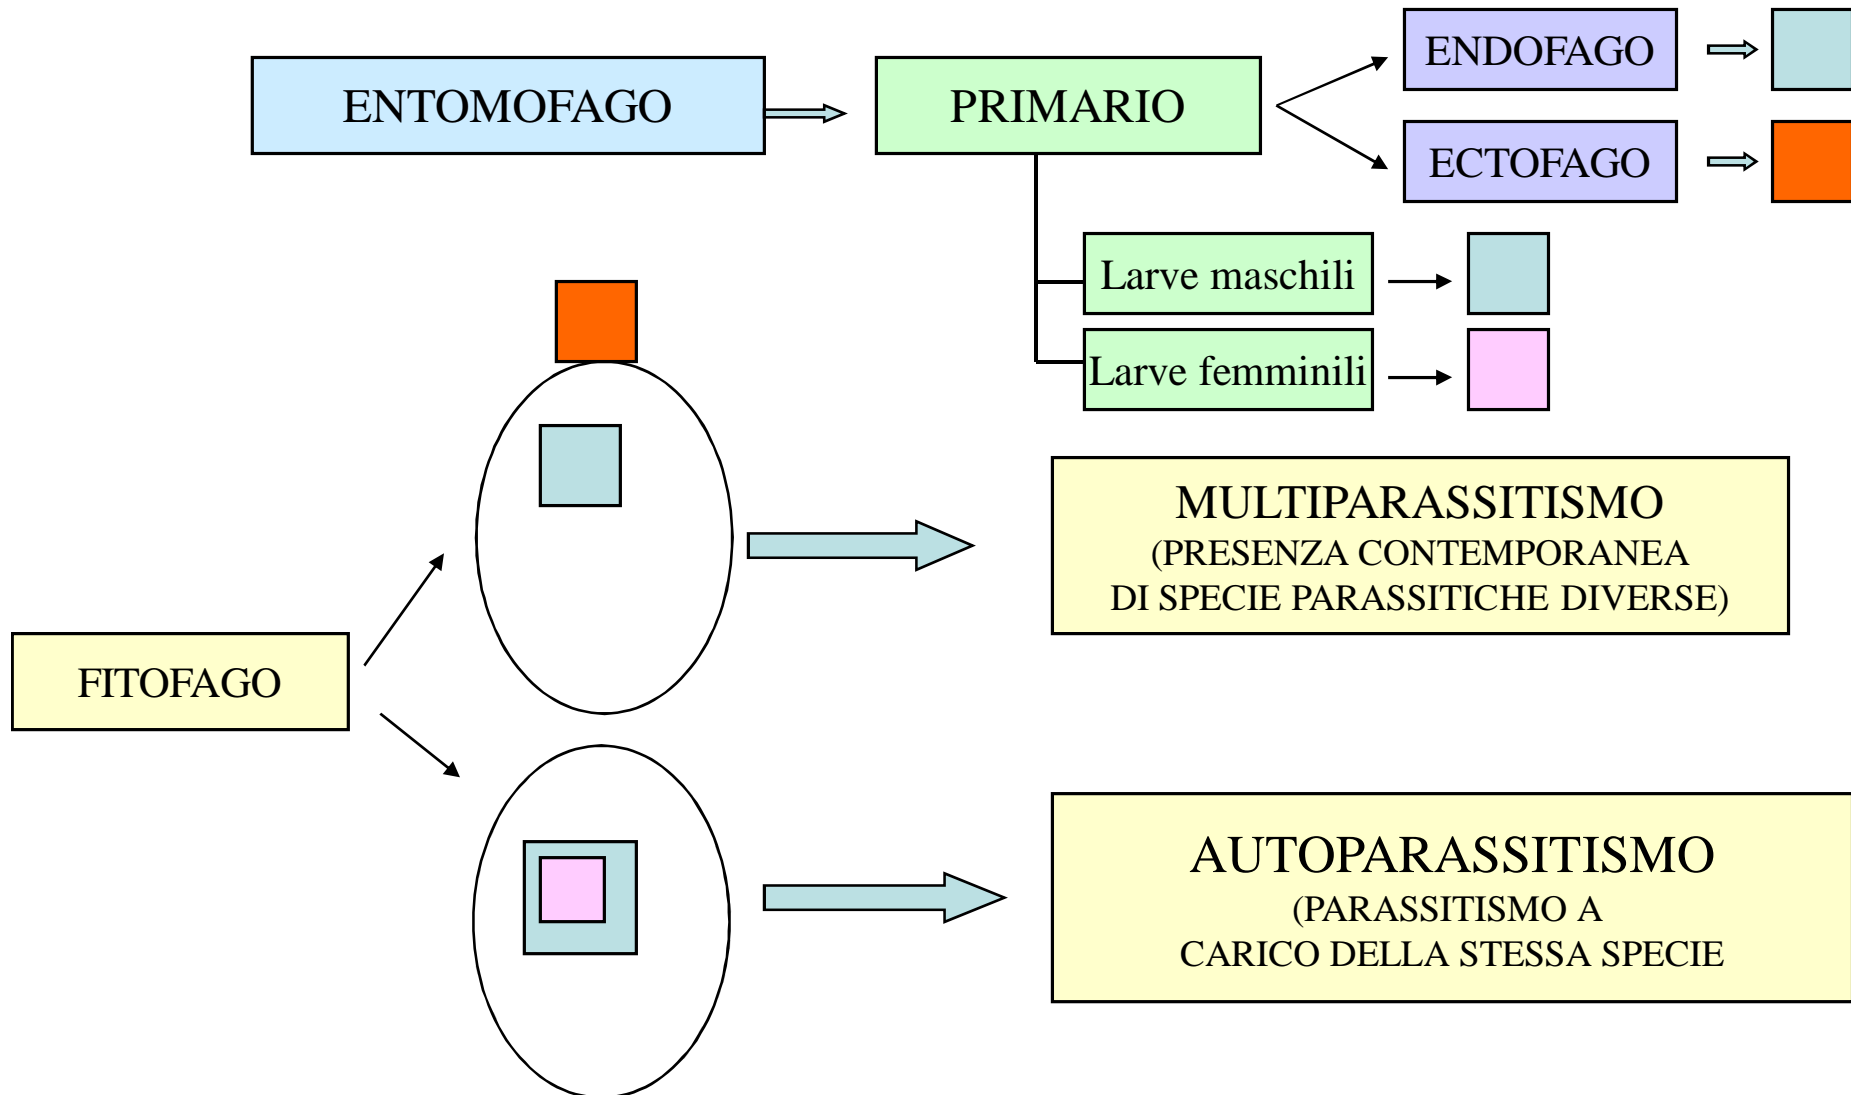 ENTOMOFAGO
PRIMARIO
ENDOFAGO
ECTOFAGO
Larve maschili
Larve femminili
MULTIPARASSITISMO
(PRESENZA CONTEMPORANEA
DI SPECIE PARASSITICHE DIVERSE)
FITOFAGO
AUTOPARASSITISMO
(PARASSITISMO A
CARICO DELLA STESSA SPECIE